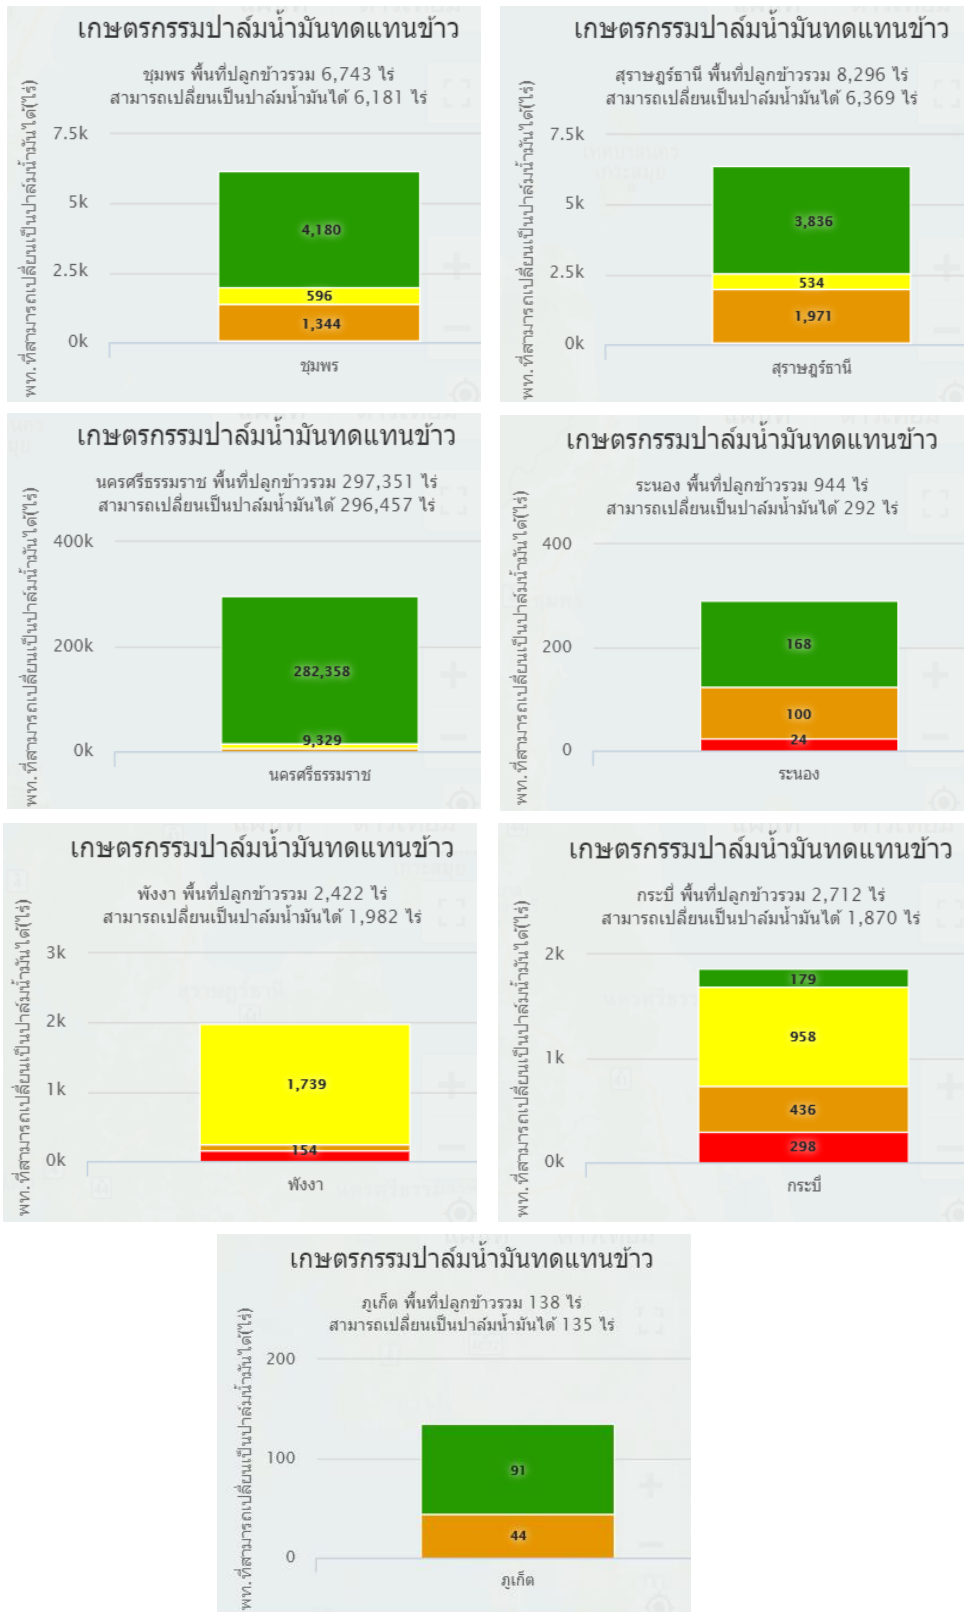 เกษตรกรรมปาล์มน้ำมันทดแทนข้าว
ชุมพร พื้นที่ปลูกข้าวรวม 6,743 ไร่
สามารถเปลี่ยนเป็นปาล์มน้ำมันได้ 6,181 ไร่
พท.ที่สามารถเปลี่ยนเป็นปาล์มน้ำมันได้(ไร่)
7.5k
5k
2.5k
0k
4,180
596
1,344
ชุมพร
เกษตรกรรมปาล์มน้ำมันทดแทนข้าว
สุราษฎร์ธานี พื้นที่ปลูกข้าวรวม 8,296 ไร่
สามารถเปลี่ยนเป็นปาล์มน้ำมันได้ 6,369 ไร่
พท.ที่สามารถเปลี่ยนเป็นปาล์มน้ำมันได้(ไร่)
7.5k
5k
2.5k
0k
3,836
534
1,971
สุราษฎร์ธานี
เกษตรกรรมปาล์มน้ำมันทดแทนข้าว
นครศรีธรรมราช พื้นที่ปลูกข้าวรวม 297,351 ไร่
สามารถเปลี่ยนเป็นปาล์มน้ำมันได้ 296,457 ไร่
พท.ที่สามารถเปลี่ยนเป็นปาล์มน้ำมันได้(ไร่)
400k
200k
0k
282,358
9,329
นครศรีธรรมราช
เกษตรกรรมปาล์มน้ำมันทดแทนข้าว
ระนอง พื้นที่ปลูกข้าวรวม 944 ไร่
สามารถเปลี่ยนเป็นปาล์มน้ำมันได้ 292 ไร่
พท.ที่สามารถเปลี่ยนเป็นปาล์มน้ำมันได้(ไร่)
400
200
0
168
100
24
ระนอง
เกษตรกรรมปาล์มน้ำมันทดแทนข้าว
พังงา พื้นที่ปลูกข้าวรวม 2,422 ไร่
สามารถเปลี่ยนเป็นปาล์มน้ำมันได้ 1,982 ไร่
พท.ที่สามารถเปลี่ยนเป็นปาล์มน้ำมันได้(ไร่)
3k
2k
1k
0k
1,739
154
พังงา
เกษตรกรรมปาล์มน้ำมันทดแทนข้าว
กระบี่ พื้นที่ปลูกข้าวรวม 2,712 ไร่
สามารถเปลี่ยนเป็นปาล์มน้ำมันได้ 1,870 ไร่
พท.ที่สามารถเปลี่ยนเป็นปาล์มน้ำมันได้(ไร่)
2k
1k
0k
179
958
436
298
กระบี่
เกษตรกรรมปาล์มน้ำมันทดแทนข้าว
ภูเก็ต พื้นที่ปลูกข้าวรวม 138 ไร่
สามารถเปลี่ยนเป็นปาล์มน้ำมันได้ 135 ไร่
พท.ที่สามารถเปลี่ยนเป็นปาล์มน้ำมันได้(ไร่)
200
100
0
91
44
ภูเก็ต